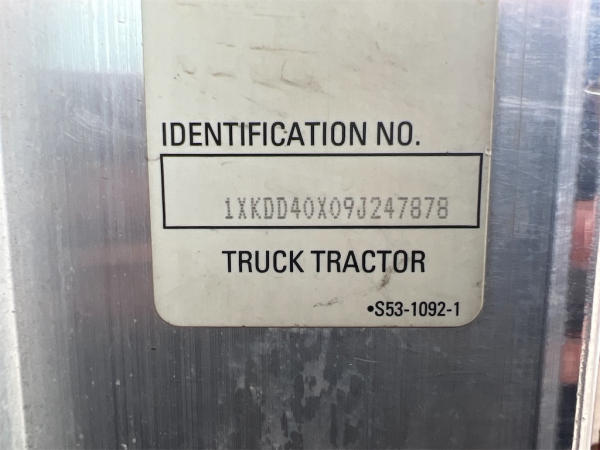 IDENTIFICATION NO.
1XKDD40X09J247878
TRUCK TRACTOR
•S53-1092-1